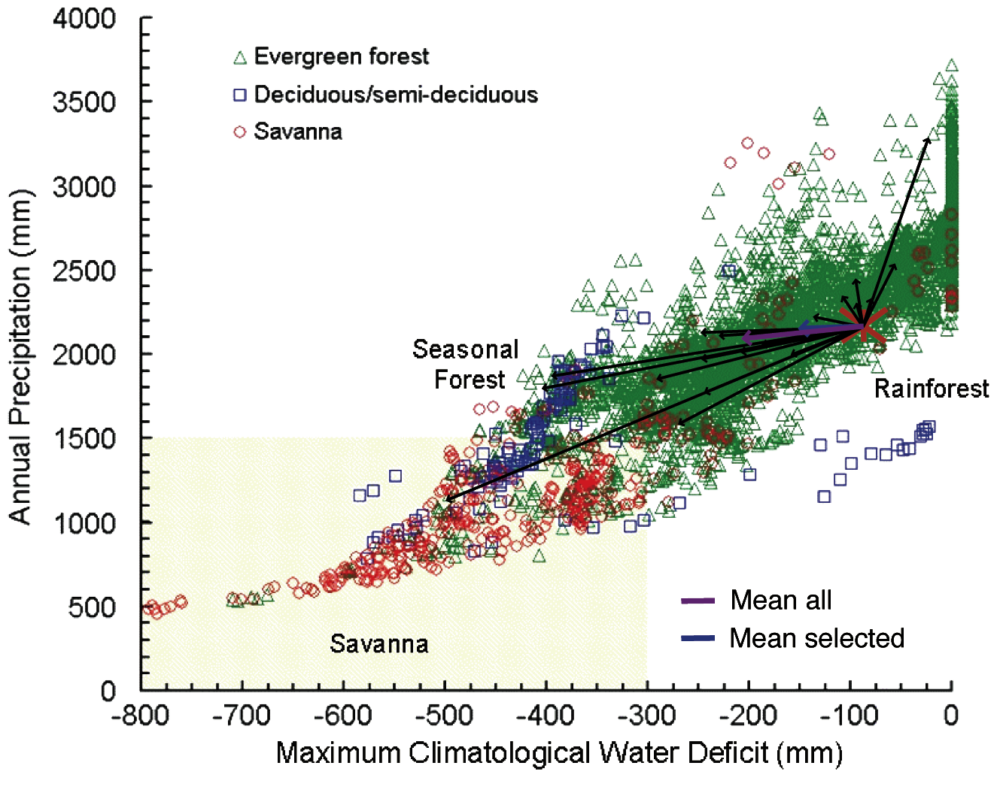 4000
3500
3000
2500
2000
1500
1000
500
0
Annual Precipitation (mm)
Evergreen forest
Deciduous/semi-deciduous
Savanna
Seasonal
Forest
Rainforest
Savanna
Mean all
Mean selected
-800 -700 -600 -500 -400 -300 -200 -100 0
Maximum Climatological Water Deficit (mm)